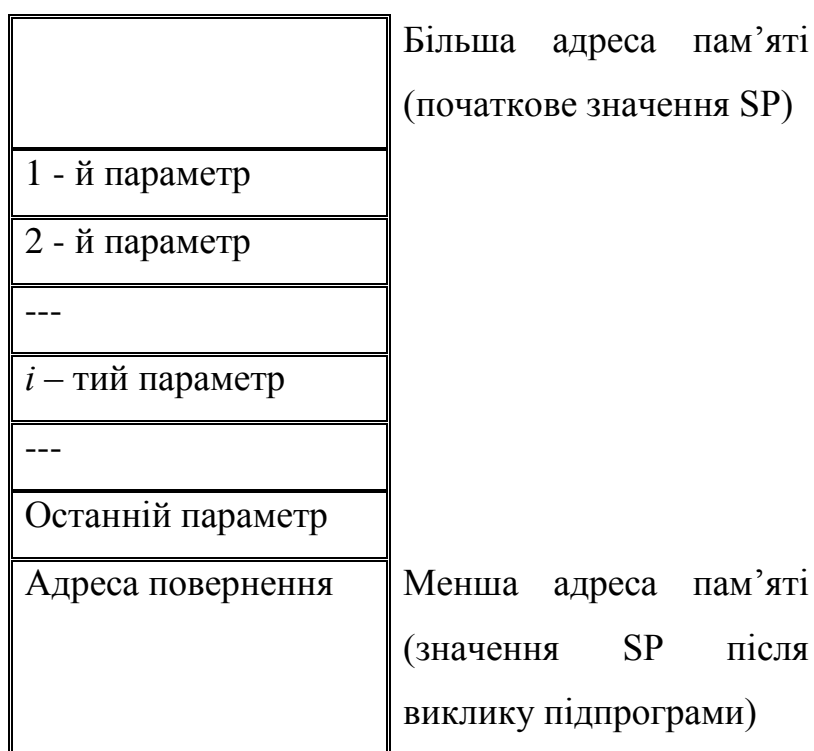 Більша адреса пам’яті
(початкове значення SP)
1 - й параметр
2 - й параметр
---
i – тий параметр
---
Останній параметр
Адреса повернення
Менша адреса пам’яті
(значення SP після
виклику підпрограми)